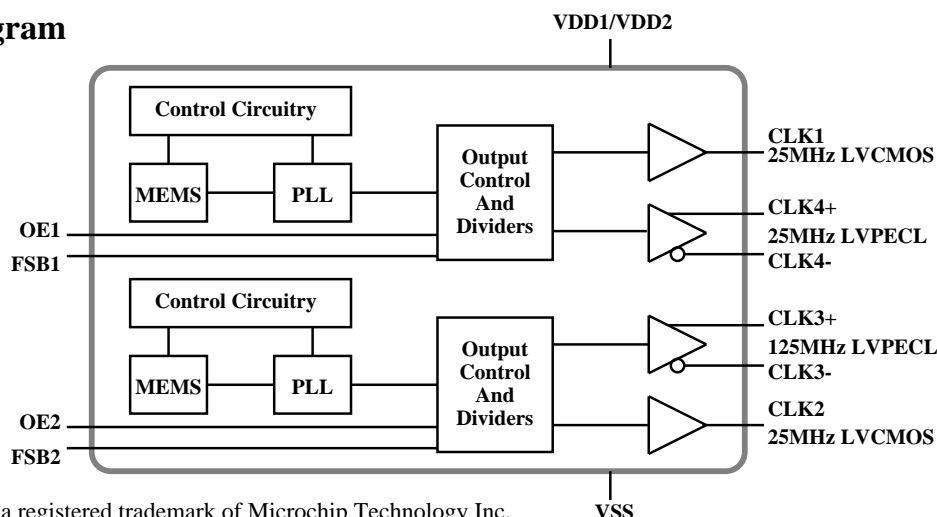 gram
VDD1/VDD2
Control Circuitry
MEMS
PLL
Output
Control
And
Dividers
CLK1
25MHz LVCMOS
CLK4+
25MHz LVPECL
CLK4-
OE1
FSB1
Control Circuitry
MEMS
PLL
Output
Control
And
Dividers
CLK3+
125MHz LVPECL
CLK3-
CLK2
25MHz LVCMOS
OE2
FSB2
VSS
a registered trademark of Microchip Technology Inc.